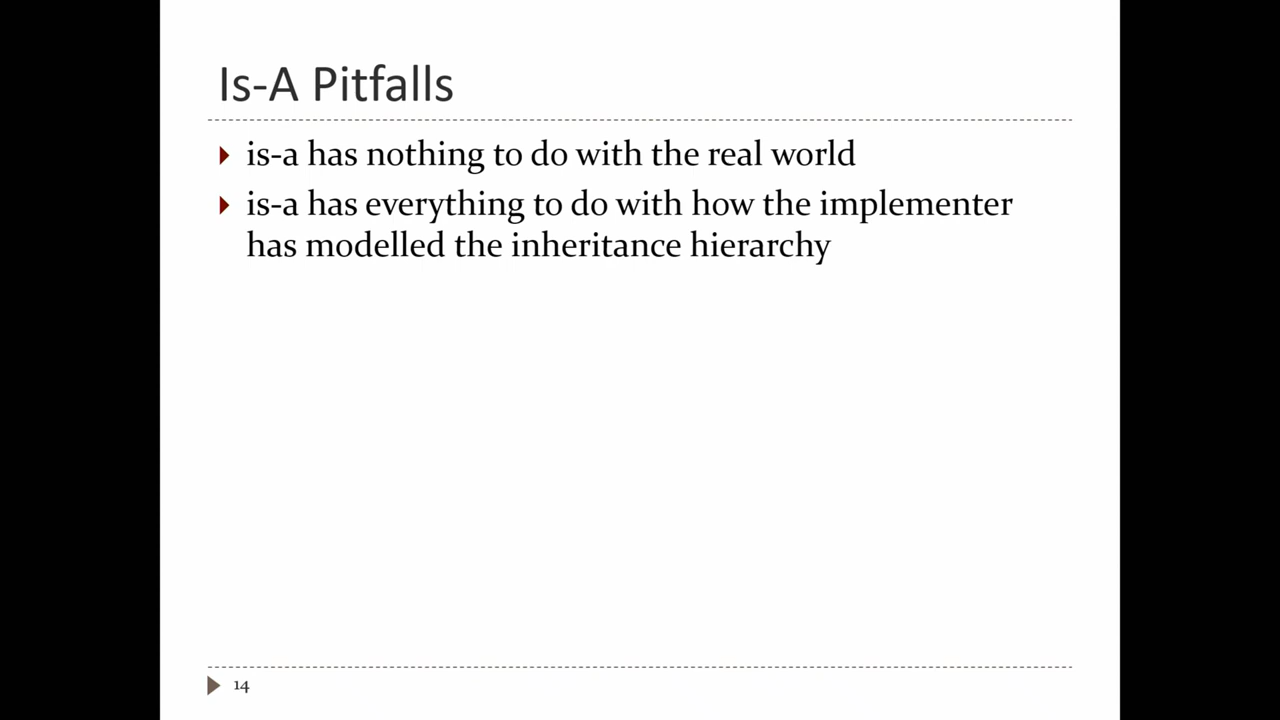 Is-A Pitfalls
is-a has nothing to do with the real world
is-a has everything to do with how the implementer
has modelled the inheritance hierarchy
14